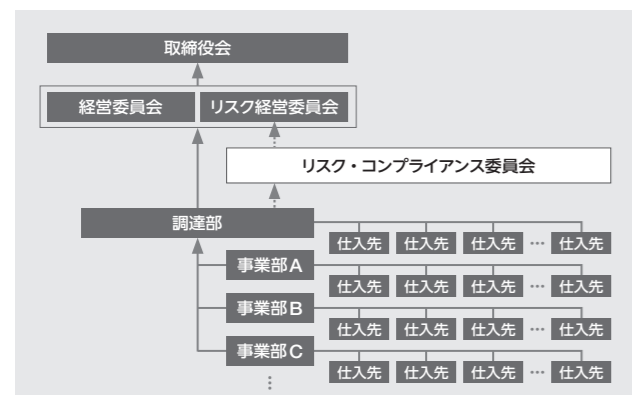 取締役会
経営委員会 リスク経営委員会
リスク・コンプライアンス委員会
調達部
仕入先 仕入先 仕入先 … 仕入先
事業部A
仕入先 仕入先 仕入先 … 仕入先
事業部B
仕入先 仕入先 仕入先 … 仕入先
事業部C
仕入先 仕入先 仕入先 … 仕入先
⋮